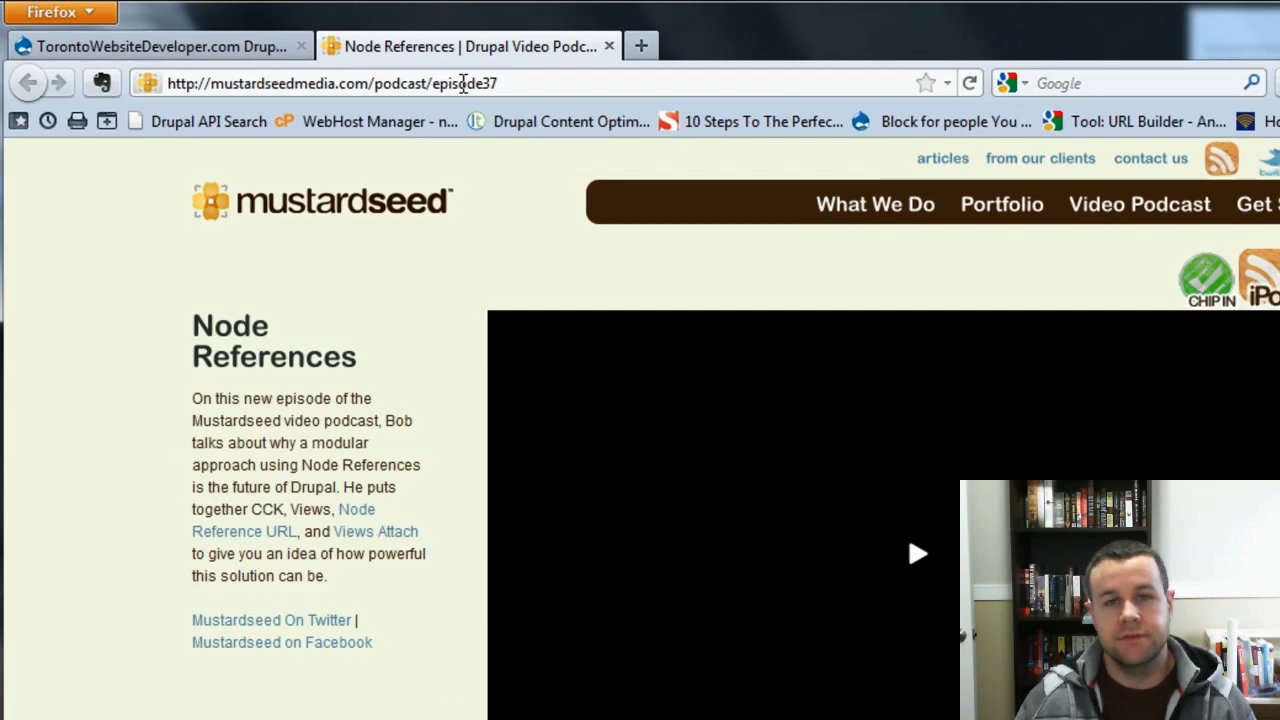 Firefox
TorontoWebsiteDeveloper.com Drup...
Node References | Drupal Video Podc...
http://mustardseedmedia.com/podcast/episode37
Google
Drupal API Search
cP WebHost Manager - n...
Drupal Content Optim...
10 Steps To The Perfec...
Block for people You ...
Tool: URL Builder - An...
Ho
articles
from our clients
contact us
mustardseed™
What We Do
Portfolio
Video Podcast
Get S
CHIP IN
iPo
Node
References
On this new episode of the
Mustardseed video podcast, Bob
talks about why a modular
approach using Node References
is the future of Drupal. He puts
together CCK, Views, Node
Reference URL, and Views Attach
to give you an idea of how powerful
this solution can be.
Mustardseed On Twitter |
Mustardseed on Facebook